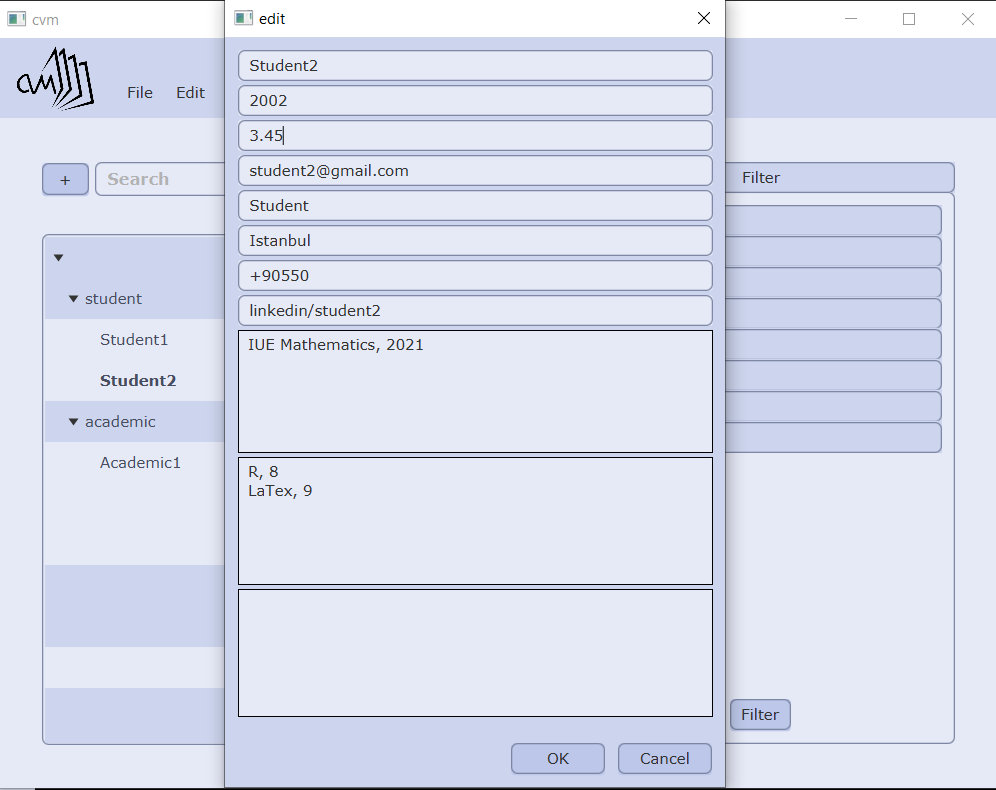 cvm
edit
cvm
File Edit
+
Search
student
Student1
Student2
academic
Academic1
Student2
2002
3.45
student2@gmail.com
Student
Istanbul
+90550
linkedin/student2
IUE Mathematics, 2021
R, 8
LaTex, 9
OK Cancel
Filter
Filter